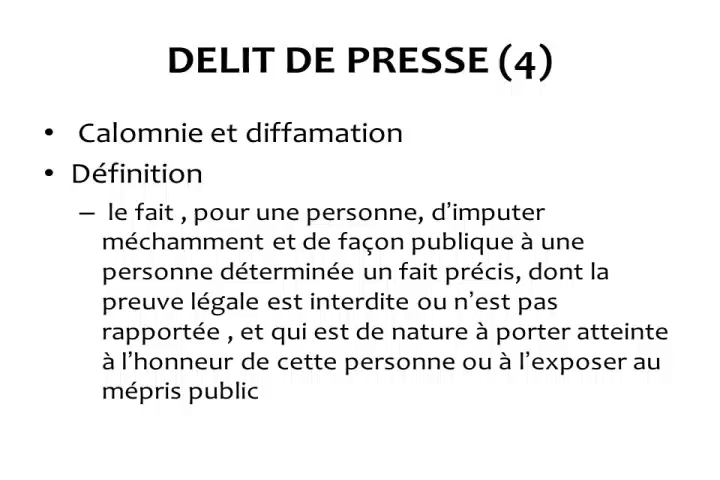 DELIT DE PRESSE (4)
• Calomnie et diffamation
• Définition
– le fait , pour une personne, d’imputer
méchamment et de façon publique à une
personne déterminée un fait précis, dont la
preuve légale est interdite ou n’est pas
rapportée , et qui est de nature à porter atteinte
à l’honneur de cette personne ou à l’exposer au
mépris public